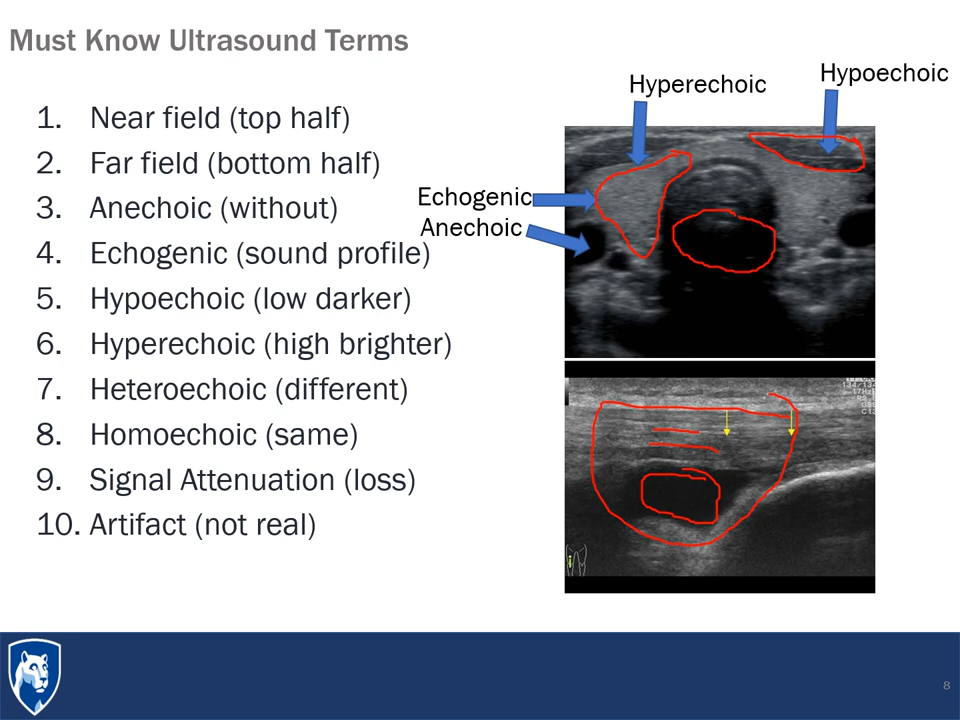 Must Know Ultrasound Terms
1. Near field (top half)
2. Far field (bottom half)
3. Anechoic (without)
4. Echogenic (sound profile)
5. Hypoechoic (low darker)
6. Hyperechoic (high brighter)
7. Heteroechoic (different)
8. Homoechoic (same)
9. Signal Attenuation (loss)
10. Artifact (not real)
Hyperechoic
Hypoechoic
Echogenic
Anechoic
134/134
8